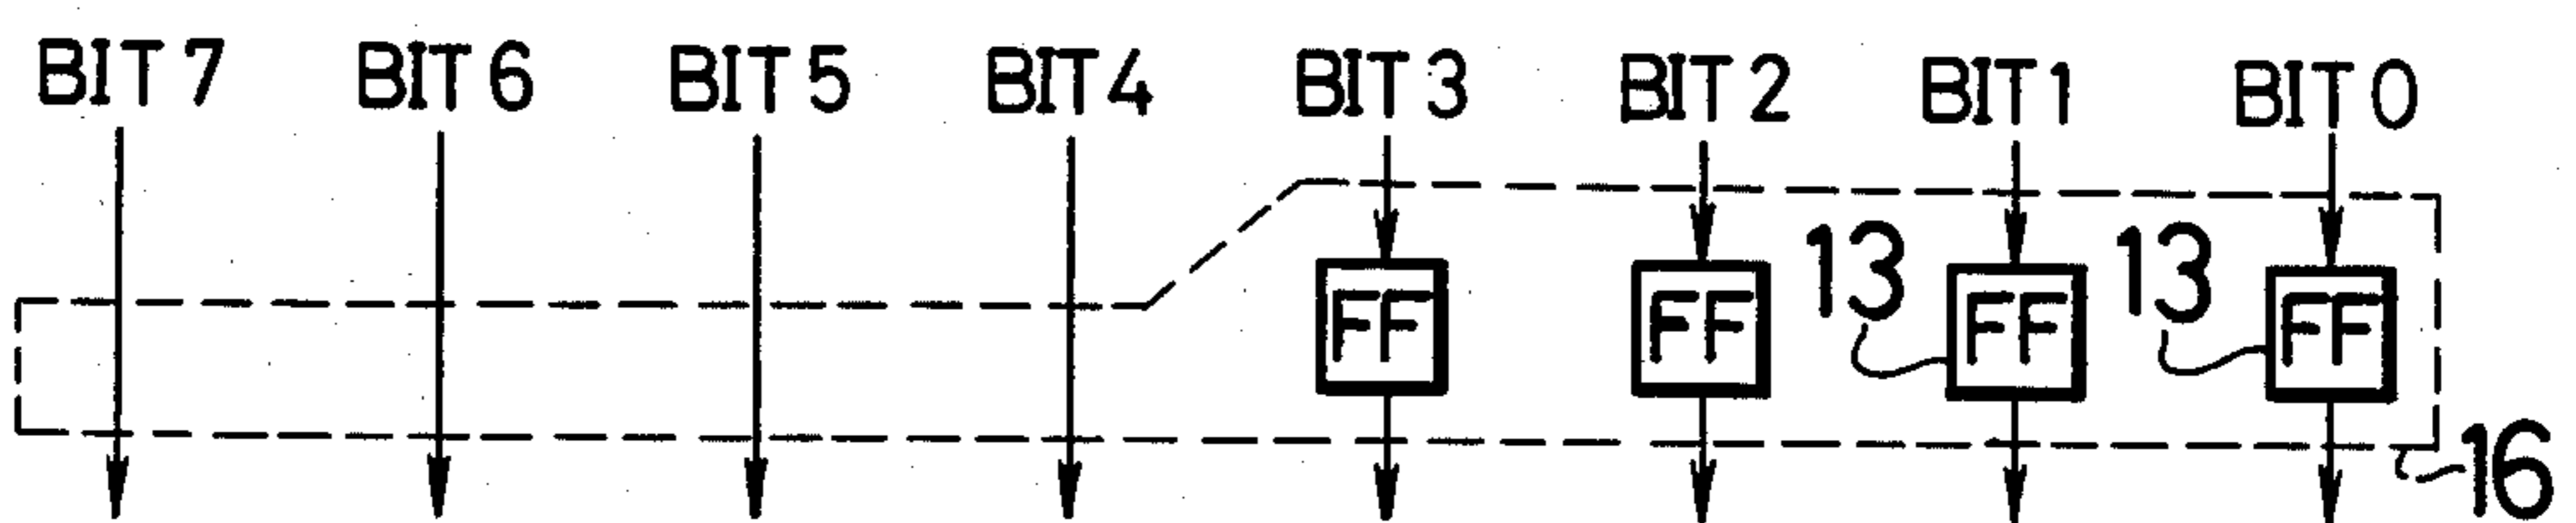 BIT 7 BIT 6 BIT 5 BIT 4 BIT 3 BIT 2 BIT 1 BIT 0
13 13
FF FF FF FF
16